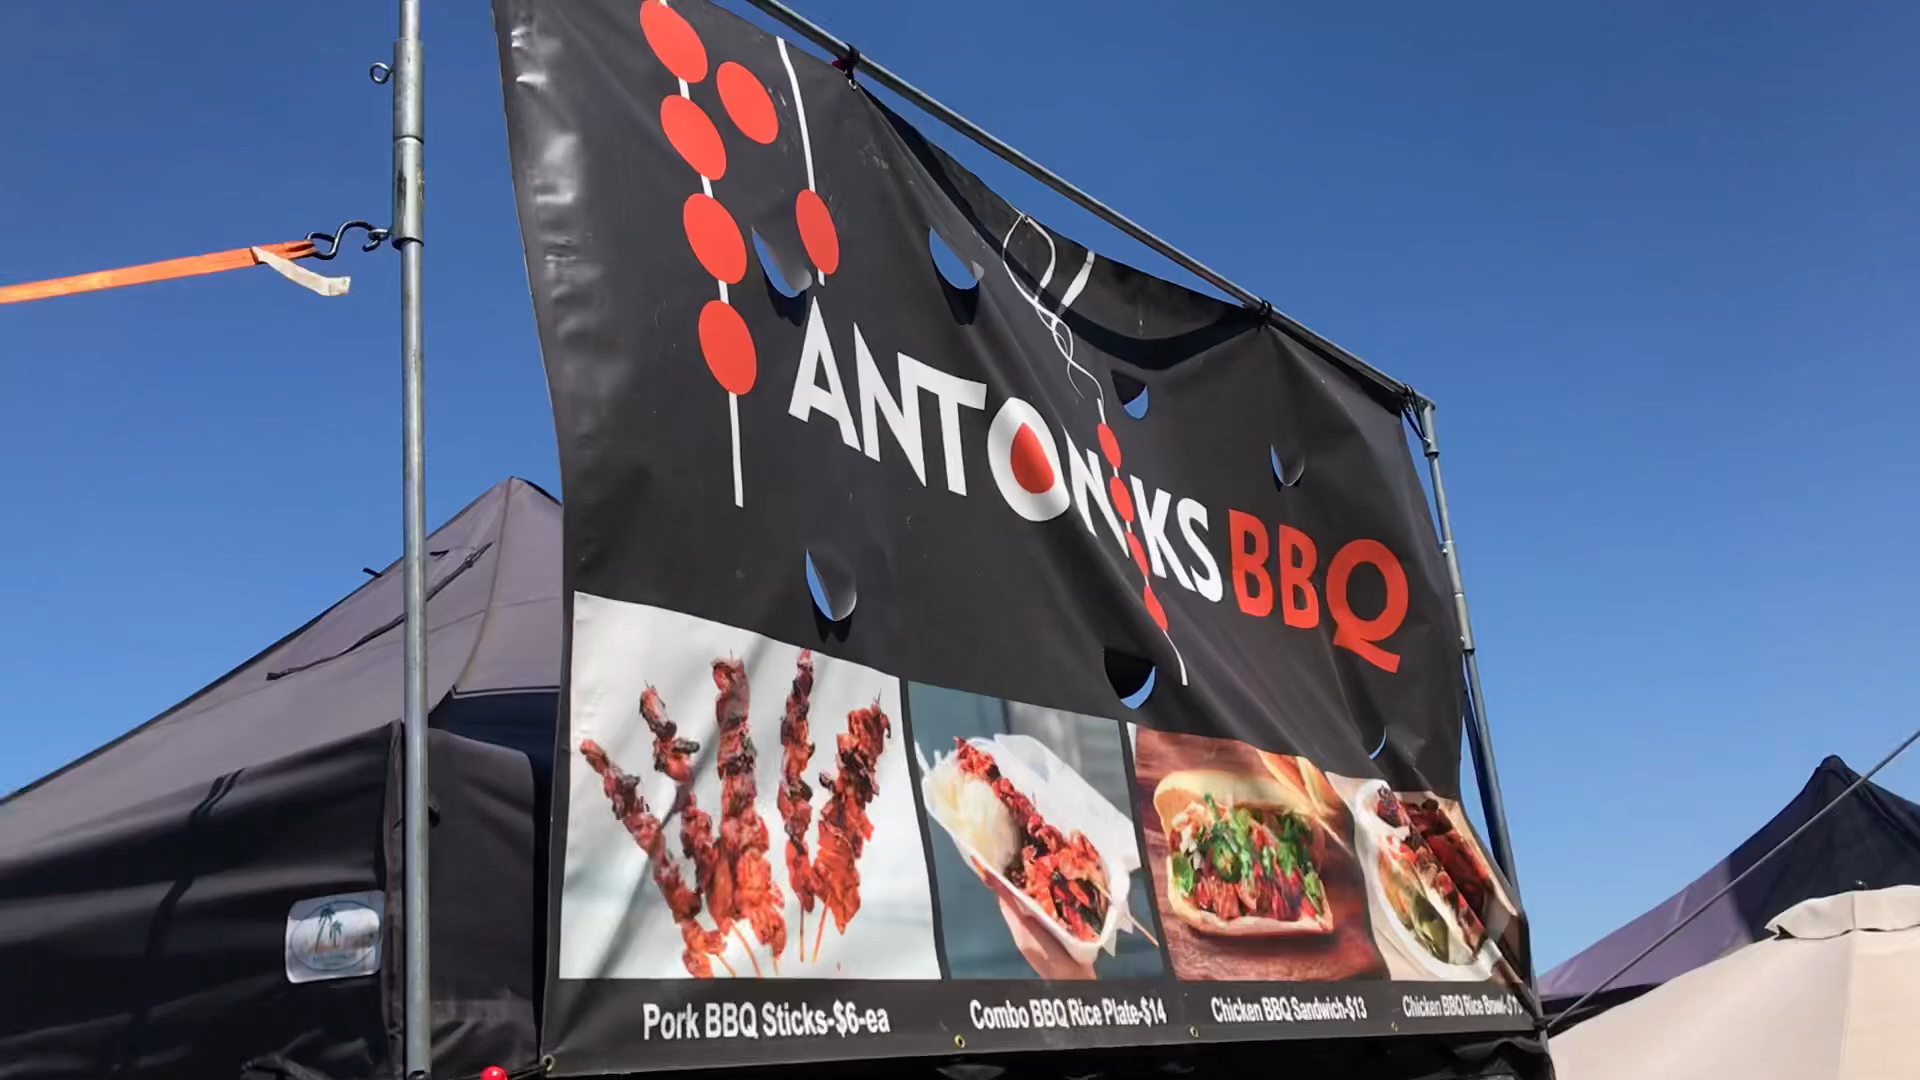 ANTONIKS BBQ
Pork BBQ Sticks-$6-ea
Combo BBQ Rice Plate-$14
Chicken BBQ Sandwich-$13
Chicken BBQ Rice Bowl